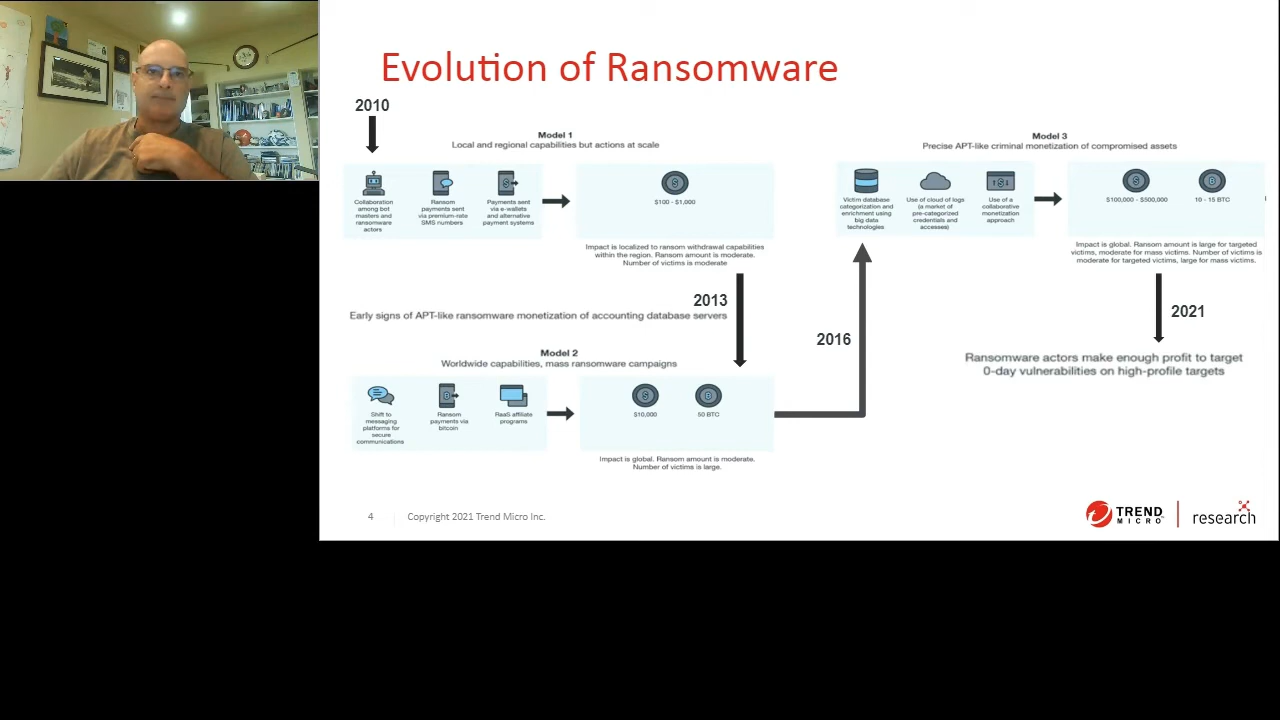 Evolution of Ransomware
2010
Model 1
Local and regional capabilities but actions at scale
Collaboration
among bot
masters and
ransomware
actors
Ransom
payments sent
via premium-rate
SMS numbers
Payments sent
via e-wallets
and alternative
payment systems
$100 - $1,000
Impact is localized to ransom withdrawal capabilities
within the region. Ransom amount is moderate.
Number of victims is moderate
2013
Early signs of APT-like ransomware monetization of accounting database servers
Model 2
Worldwide capabilities, mass ransomware campaigns
Shift to
messaging
platforms for
secure
communications
Ransom
payments via
bitcoin
RaaS affiliate
programs
$10,000
50 BTC
Impact is global. Ransom amount is moderate.
Number of victims is large.
2016
Model 3
Precise APT-like criminal monetization of compromised assets
Victim database
categorization and
enrichment using
big data
technologies
Use of cloud of logs
(a market of
pre-categorized
credentials and
accesses)
Use of a
collaborative
monetization
approach
$100,000 - $500,000
10 - 15 BTC
Impact is global. Ransom amount is large for targeted
victims, moderate for mass victims. Number of victims is
moderate for targeted victims, large for mass victims.
2021
Ransomware actors make enough profit to target
0-day vulnerabilities on high-profile targets
4
Copyright 2021 Trend Micro Inc.
TREND
MICRO
research